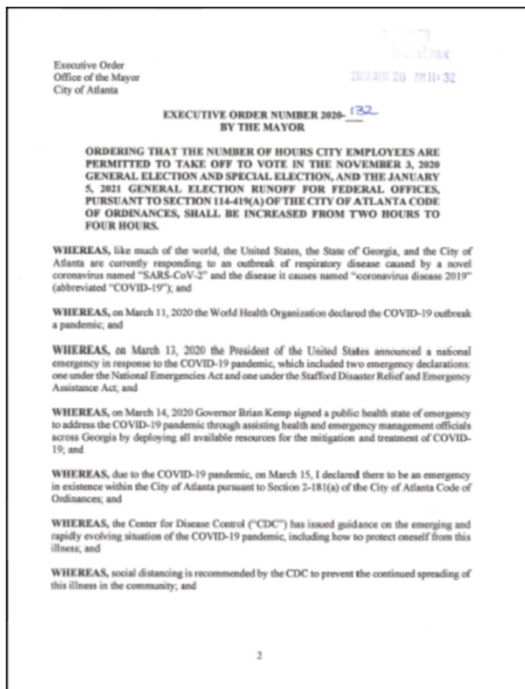 Executive Order
Office of the Mayor
City of Atlanta
2020 AUG 20 PM 11:32
EXECUTIVE ORDER NUMBER 2020-132
BY THE MAYOR
ORDERING THAT THE NUMBER OF HOURS CITY EMPLOYEES ARE
PERMITTED TO TAKE OFF TO VOTE IN THE NOVEMBER 3, 2020
GENERAL ELECTION AND SPECIAL ELECTION, AND THE JANUARY
5, 2021 GENERAL ELECTION RUNOFF FOR FEDERAL OFFICES,
PURSUANT TO SECTION 114-419(A) OF THE CITY OF ATLANTA CODE
OF ORDINANCES, SHALL BE INCREASED FROM TWO HOURS TO
FOUR HOURS.
WHEREAS, like much of the world, the United States, the State of Georgia, and the City of
Atlanta are currently responding to an outbreak of respiratory disease caused by a novel
coronavirus named "SARS-CoV-2" and the disease it causes named "coronavirus disease 2019"
(abbreviated "COVID-19"); and
WHEREAS, on March 11, 2020 the World Health Organization declared the COVID-19 outbreak
a pandemic; and
WHEREAS, on March 13, 2020 the President of the United States announced a national
emergency in response to the COVID-19 pandemic, which included two emergency declarations:
one under the National Emergencies Act and one under the Stafford Disaster Relief and Emergency
Assistance Act; and
WHEREAS, on March 14, 2020 Governor Brian Kemp signed a public health state of emergency
to address the COVID-19 pandemic through assisting health and emergency management officials
across Georgia by deploying all available resources for the mitigation and treatment of COVID-
19; and
WHEREAS, due to the COVID-19 pandemic, on March 15, I declared there to be an emergency
in existence within the City of Atlanta pursuant to Section 2-181(a) of the City of Atlanta Code of
Ordinances; and
WHEREAS, the Center for Disease Control ("CDC") has issued guidance on the emerging and
rapidly evolving situation of the COVID-19 pandemic, including how to protect oneself from this
illness; and
WHEREAS, social distancing is recommended by the CDC to prevent the continued spreading of
this illness in the community; and
2